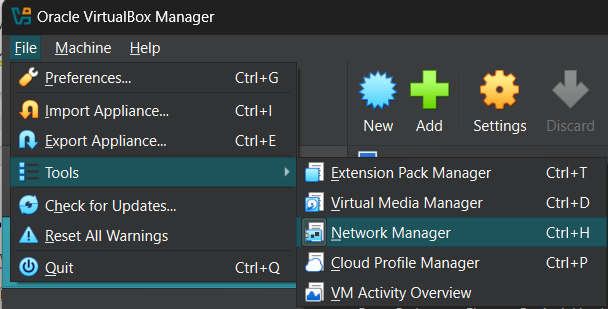 Oracle VirtualBox Manager
File Machine Help
Preferences... Ctrl+G
Import Appliance... Ctrl+I
Export Appliance... Ctrl+E
Tools
Check for Updates...
Reset All Warnings
Quit Ctrl+Q
New Add Settings Discard
Extension Pack Manager Ctrl+T
Virtual Media Manager Ctrl+D
Network Manager Ctrl+H
Cloud Profile Manager Ctrl+P
VM Activity Overview